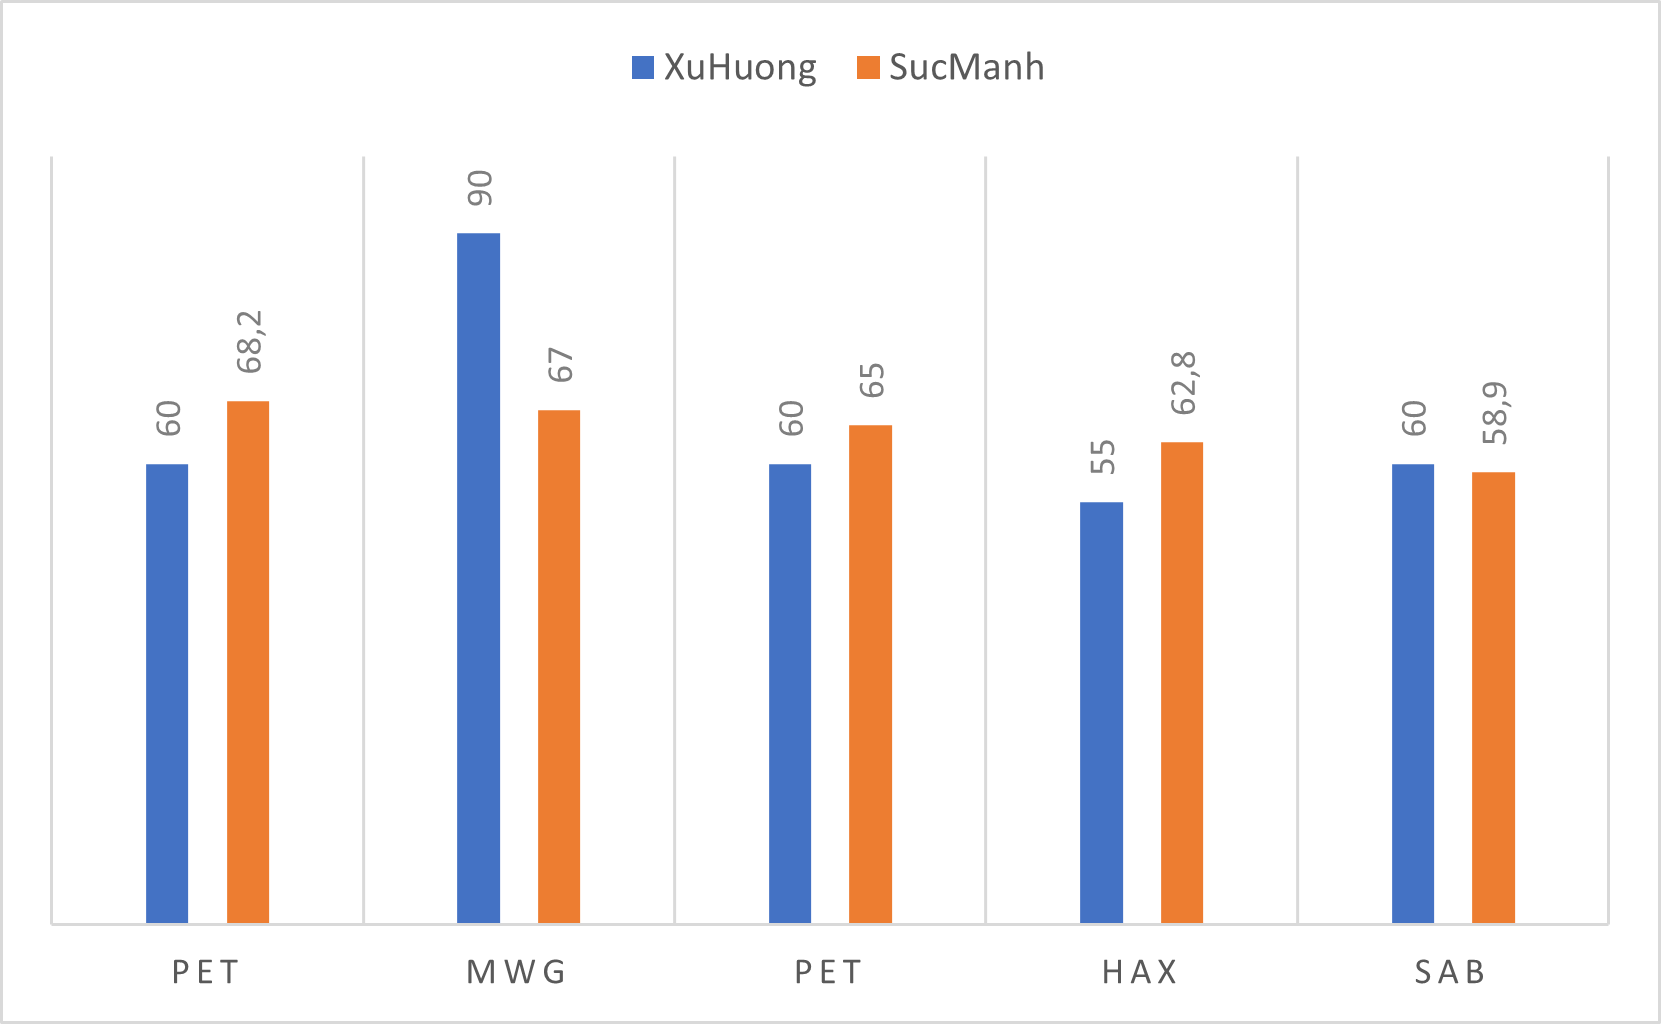 XuHuong SucManh
60 68,2 90 67 60 65 55 62,8 60 58,9
PET MWG PET HAX SAB